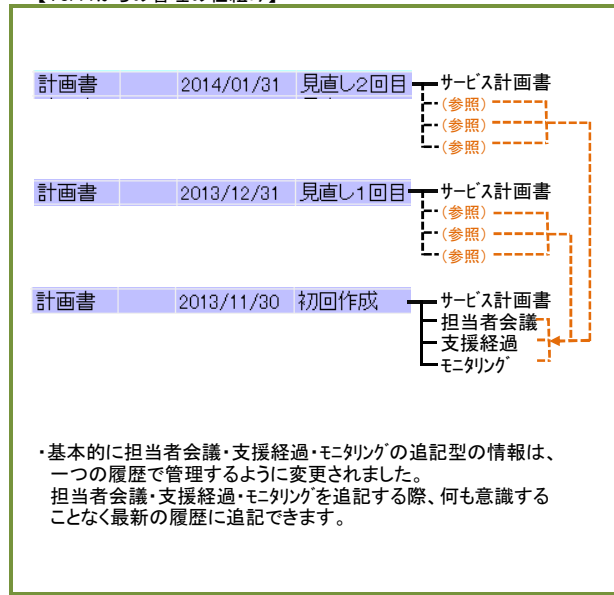 計画書 2014/01/31 見直し2回目 サービス計画書
(参照)
(参照)
(参照)
計画書 2013/12/31 見直し1回目 サービス計画書
(参照)
(参照)
(参照)
計画書 2013/11/30 初回作成 サービス計画書
担当者会議
支援経過
モニタリング
・基本的に担当者会議・支援経過・モニタリングの追記型の情報は、
一つの履歴で管理するように変更されました。
担当者会議・支援経過・モニタリングを追記する際、何も意識する
ことなく最新の履歴に追記できます。